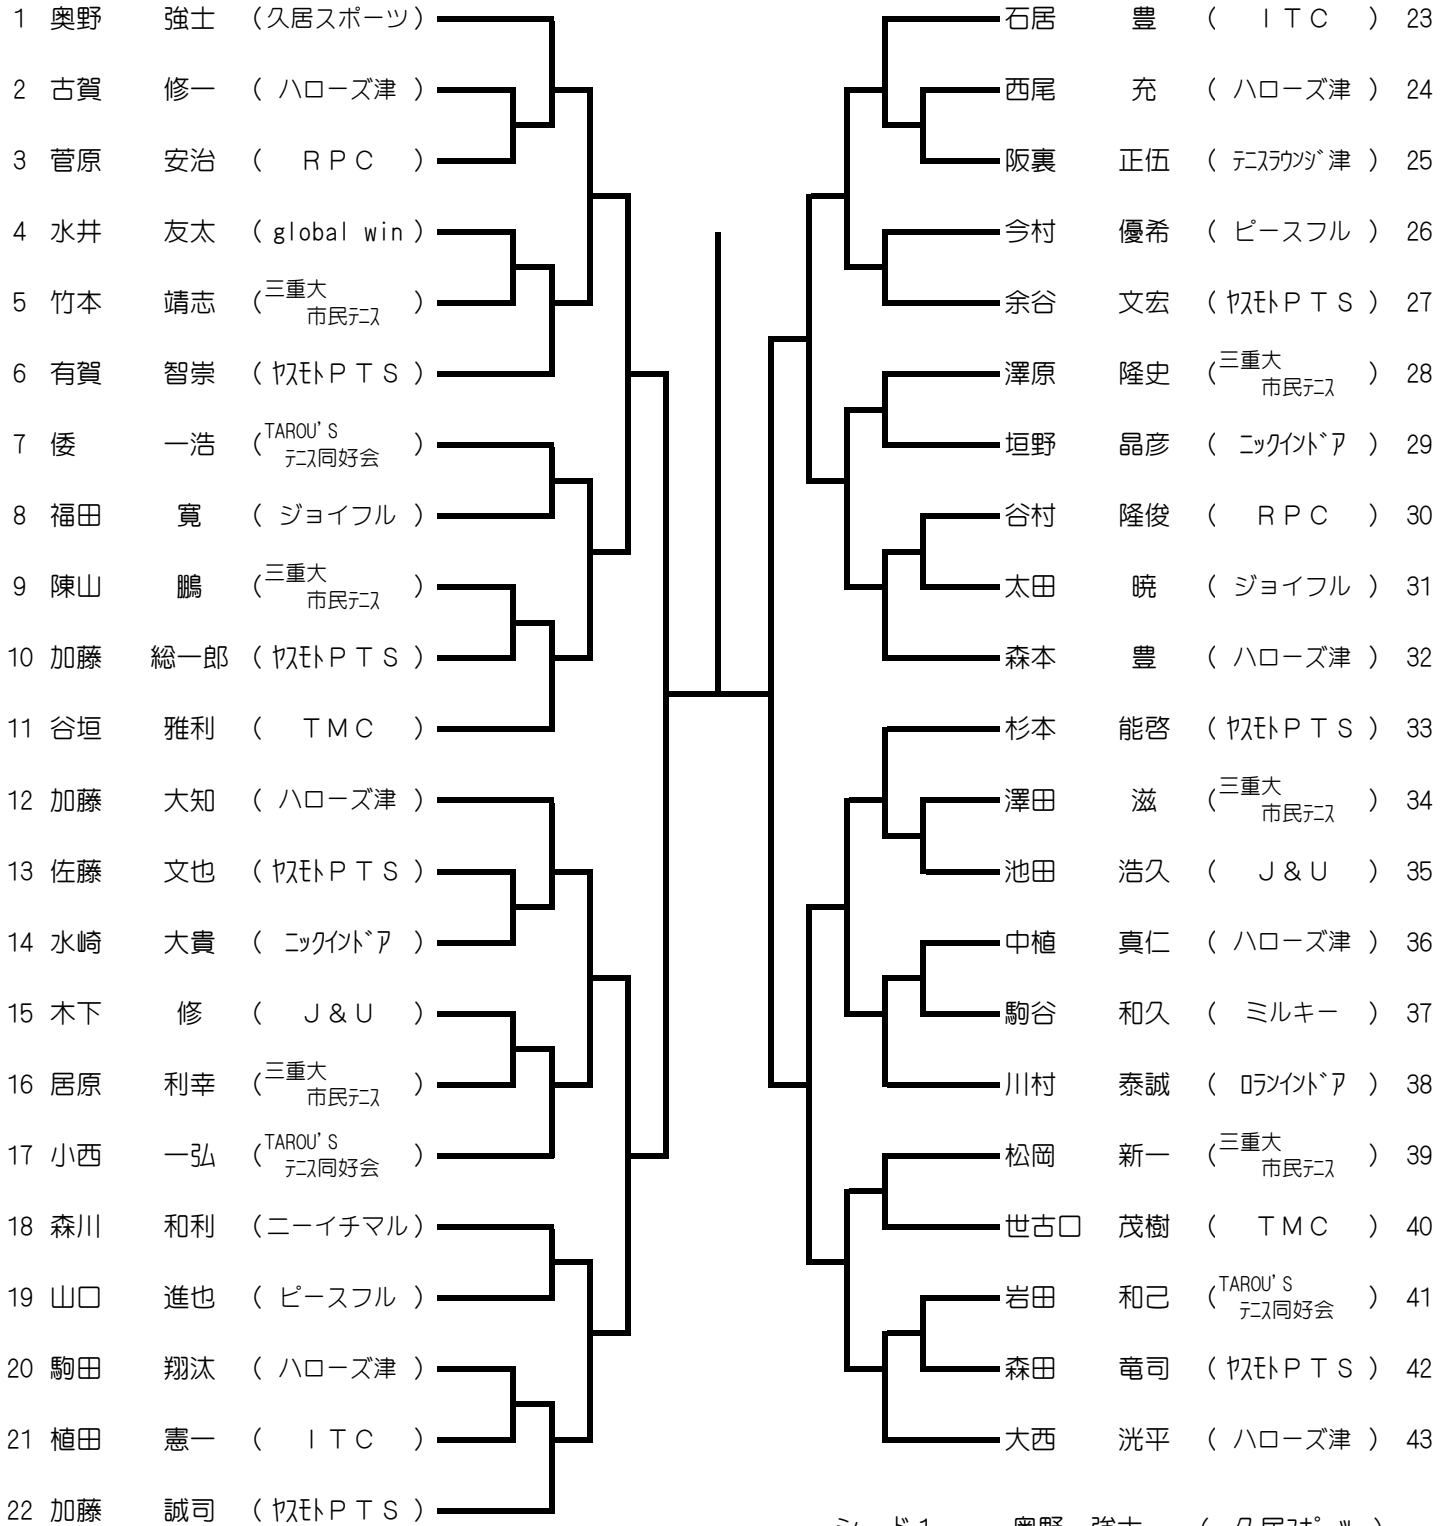 1 奥野 強士 (久居スポーツ)
2 古賀 修一 ( ハローズ津 )
3 菅原 安治 ( ＲＰＣ )
4 水井 友太 ( global win )
5 竹本 靖志 (三重大
市民ﾃﾆｽ )
6 有賀 智崇 ( ﾔｽﾓﾄＰＴＳ )
7 倭 一浩 (TAROU'S
ﾃﾆｽ同好会 )
8 福田 寛 ( ジョイフル )
9 陳山 鵬 (三重大
市民ﾃﾆｽ )
10 加藤 総一郎 ( ﾔｽﾓﾄＰＴＳ )
11 谷垣 雅利 ( ＴＭＣ )
12 加藤 大知 ( ハローズ津 )
13 佐藤 文也 ( ﾔｽﾓﾄＰＴＳ )
14 水崎 大貴 ( ﾆｯｸｲﾝﾄﾞｱ )
15 木下 修 ( Ｊ＆Ｕ )
16 居原 利幸 (三重大
市民ﾃﾆｽ )
17 小西 一弘 (TAROU'S
ﾃﾆｽ同好会 )
18 森川 和利 (ニーイチマル)
19 山口 進也 ( ピースフル )
20 駒田 翔汰 ( ハローズ津 )
21 植田 憲一 ( ＩＴＣ )
22 加藤 誠司 ( ﾔｽﾓﾄＰＴＳ )
石居 豊 ( ＩＴＣ ) 23
西尾 充 ( ハローズ津 ) 24
阪裏 正伍 ( ﾃﾆｽﾗｳﾝｼﾞ津 ) 25
今村 優希 ( ピースフル ) 26
余谷 文宏 ( ﾔｽﾓﾄＰＴＳ ) 27
澤原 隆史 (三重大
市民ﾃﾆｽ ) 28
垣野 晶彦 ( ﾆｯｸｲﾝﾄﾞｱ ) 29
谷村 隆俊 ( ＲＰＣ ) 30
太田 暁 ( ジョイフル ) 31
森本 豊 ( ハローズ津 ) 32
杉本 能啓 ( ﾔｽﾓﾄＰＴＳ ) 33
澤田 滋 (三重大
市民ﾃﾆｽ ) 34
池田 浩久 ( Ｊ＆Ｕ ) 35
中植 真仁 ( ハローズ津 ) 36
駒谷 和久 ( ミルキー ) 37
川村 泰誠 ( ﾛﾗﾝｲﾝﾄﾞｱ ) 38
松岡 新一 (三重大
市民ﾃﾆｽ ) 39
世古口 茂樹 ( ＴＭＣ ) 40
岩田 和己 (TAROU'S
ﾃﾆｽ同好会 ) 41
森田 竜司 ( ﾔｽﾓﾄＰＴＳ ) 42
大西 洸平 ( ハローズ津 ) 43
シード1 奥野 強士 ( 久居ｽﾎﾟｰﾂ )